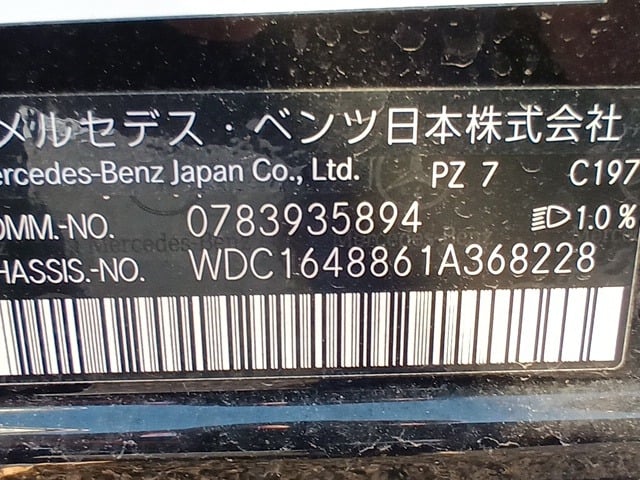 メルセデス・ベンツ日本株式会社
ercedes-Benz Japan Co., Ltd. PZ 7 C197
OMM.-NO. 0783935894 1.0%
HASSIS.-NO. WDC1648861A368228